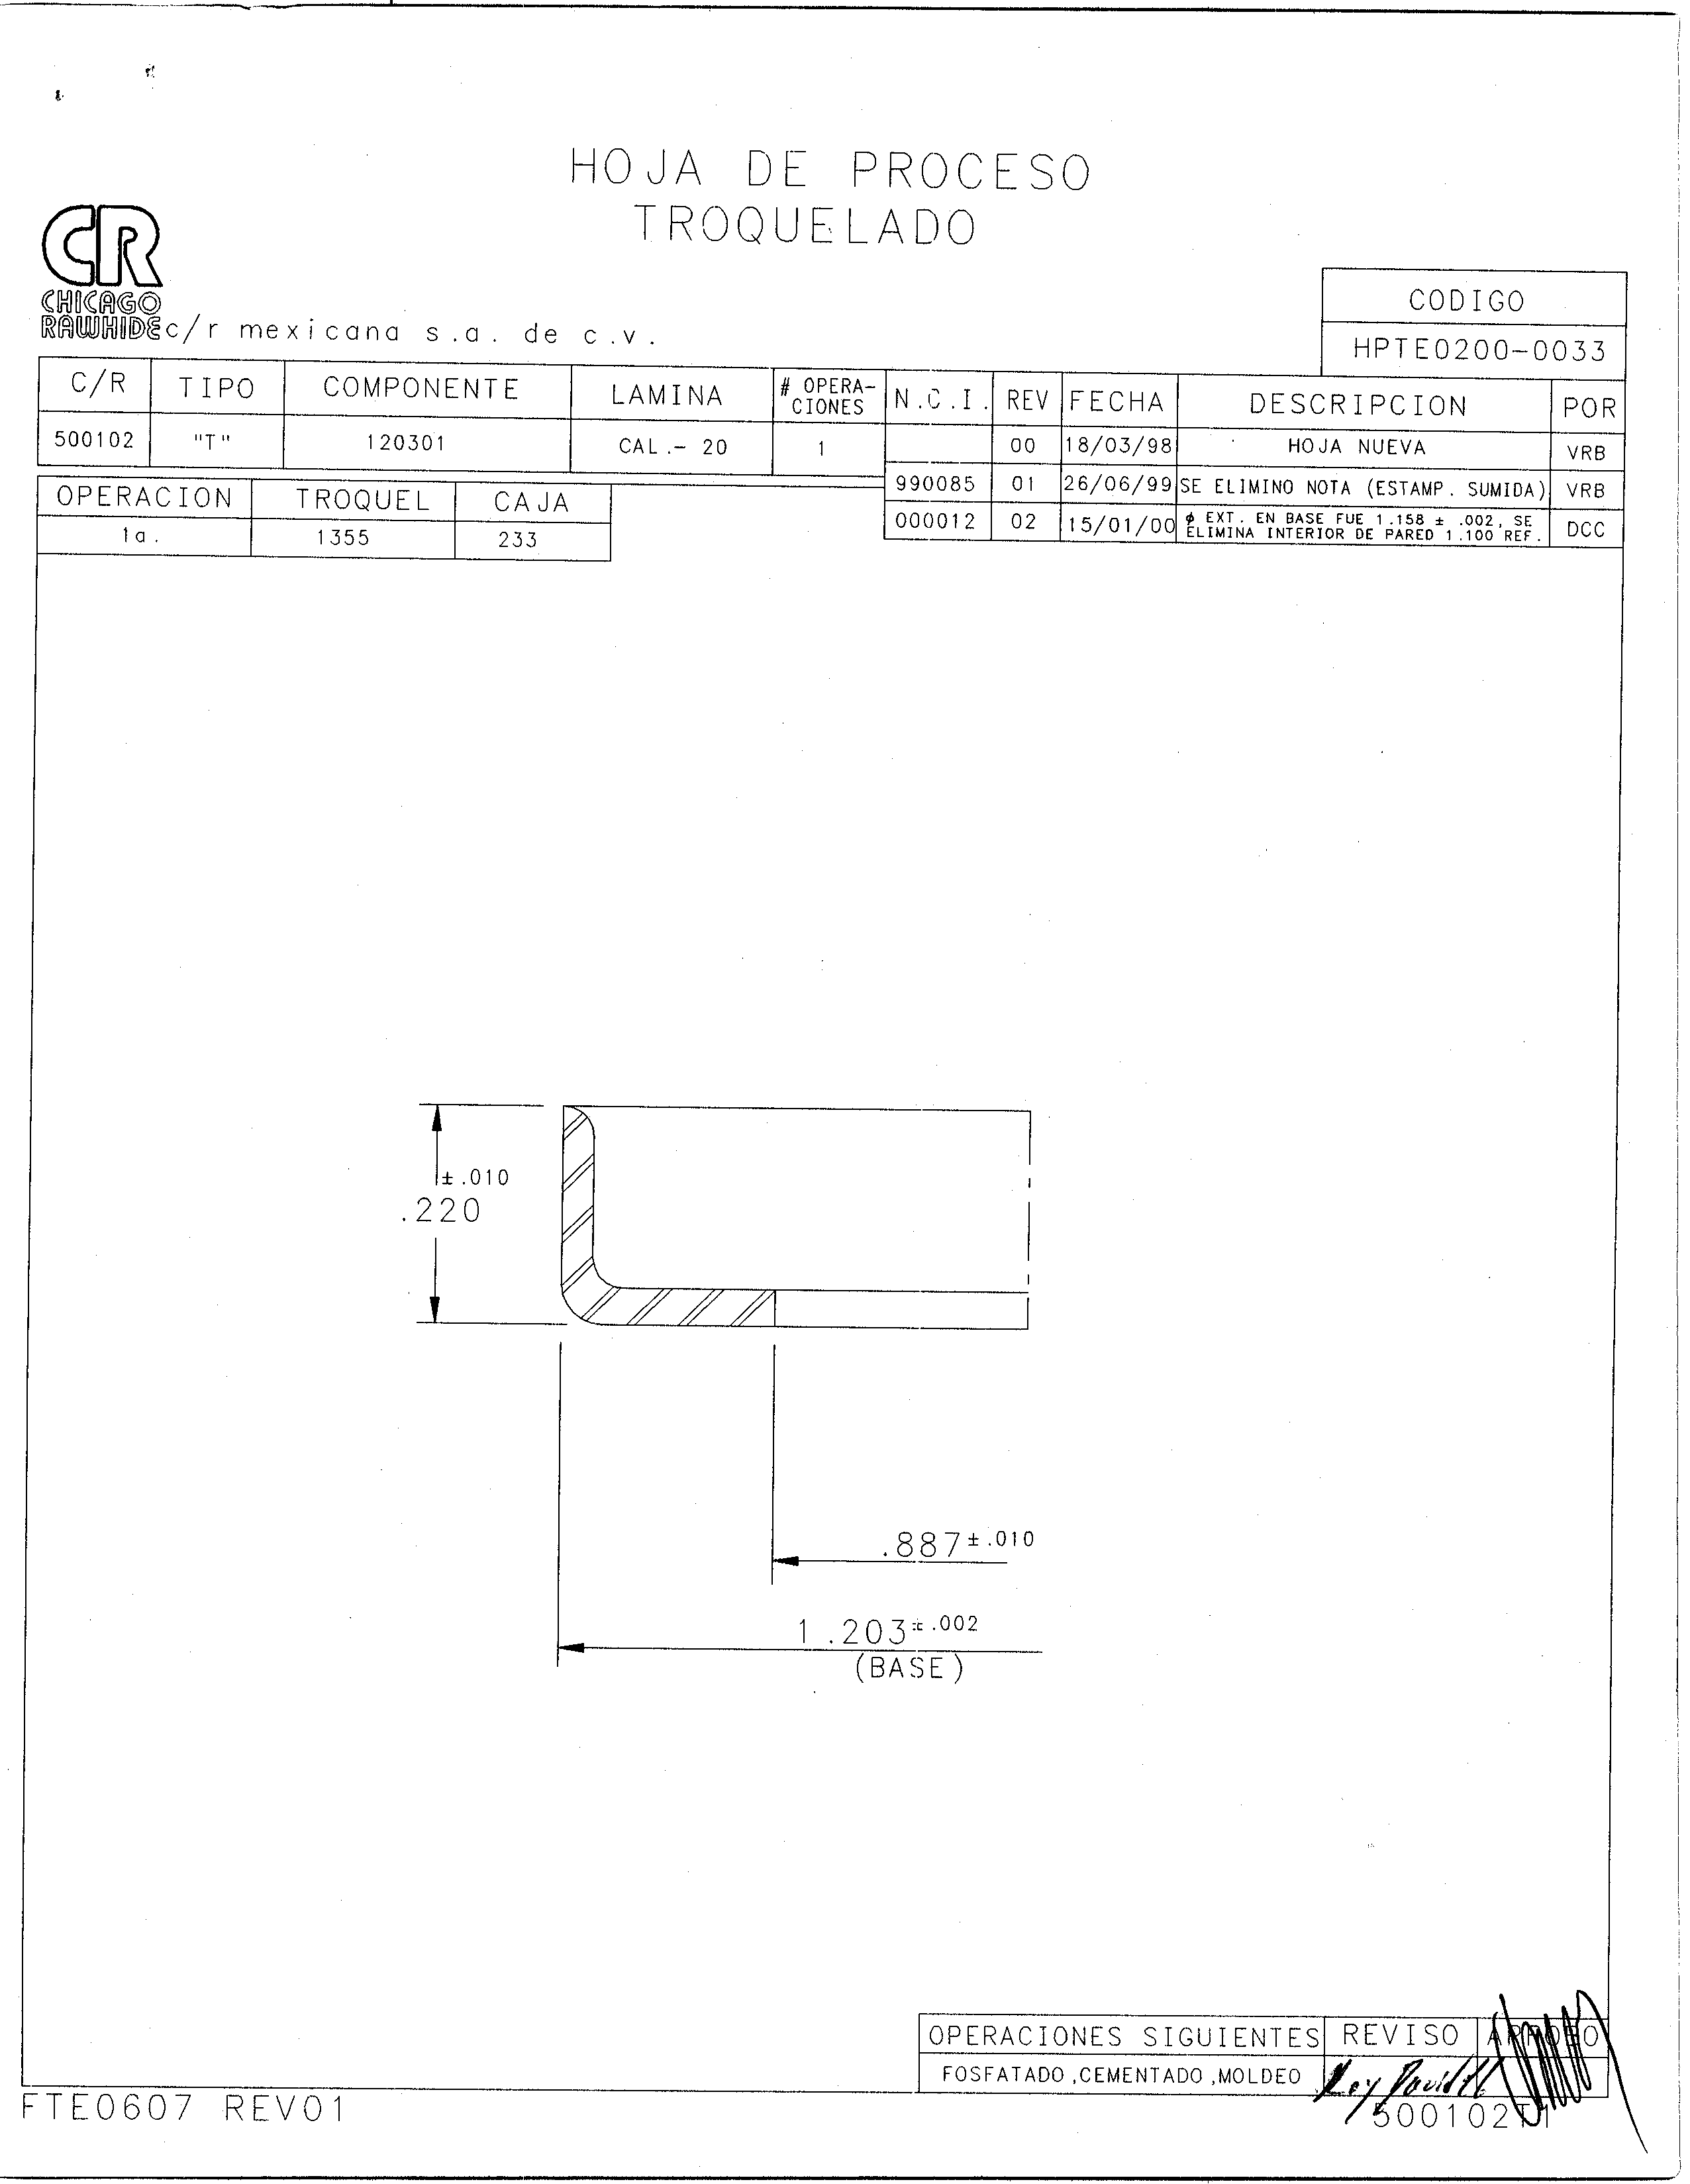 HOJA DE PROCESO
TROQUELADO
CR
CHICAGO
RAWHIDE c/r mexicana s.a. de c.v.
CODIGO
HPTE0200-0033
C/R TIPO COMPONENTE LAMINA # OPERA-CIONES N.C.I. REV FECHA DESCRIPCION POR
500102 "T" 120301 CAL.- 20 1 00 18/03/98 HOJA NUEVA VRB
990085 01 26/06/99 SE ELIMINO NOTA (ESTAMP. SUMIDA) VRB
000012 02 15/01/00 ø EXT. EN BASE FUE 1.158 ± .002, SE
ELIMINA INTERIOR DE PARED 1.100 REF. DCC
OPERACION TROQUEL CAJA
1a. 1355 233
±.010
.220
.887±.010
1.203±.002
(BASE)
OPERACIONES SIGUIENTES REVISO APROBO
FOSFATADO,CEMENTADO,MOLDEO
FTE0607 REV01
500102T1